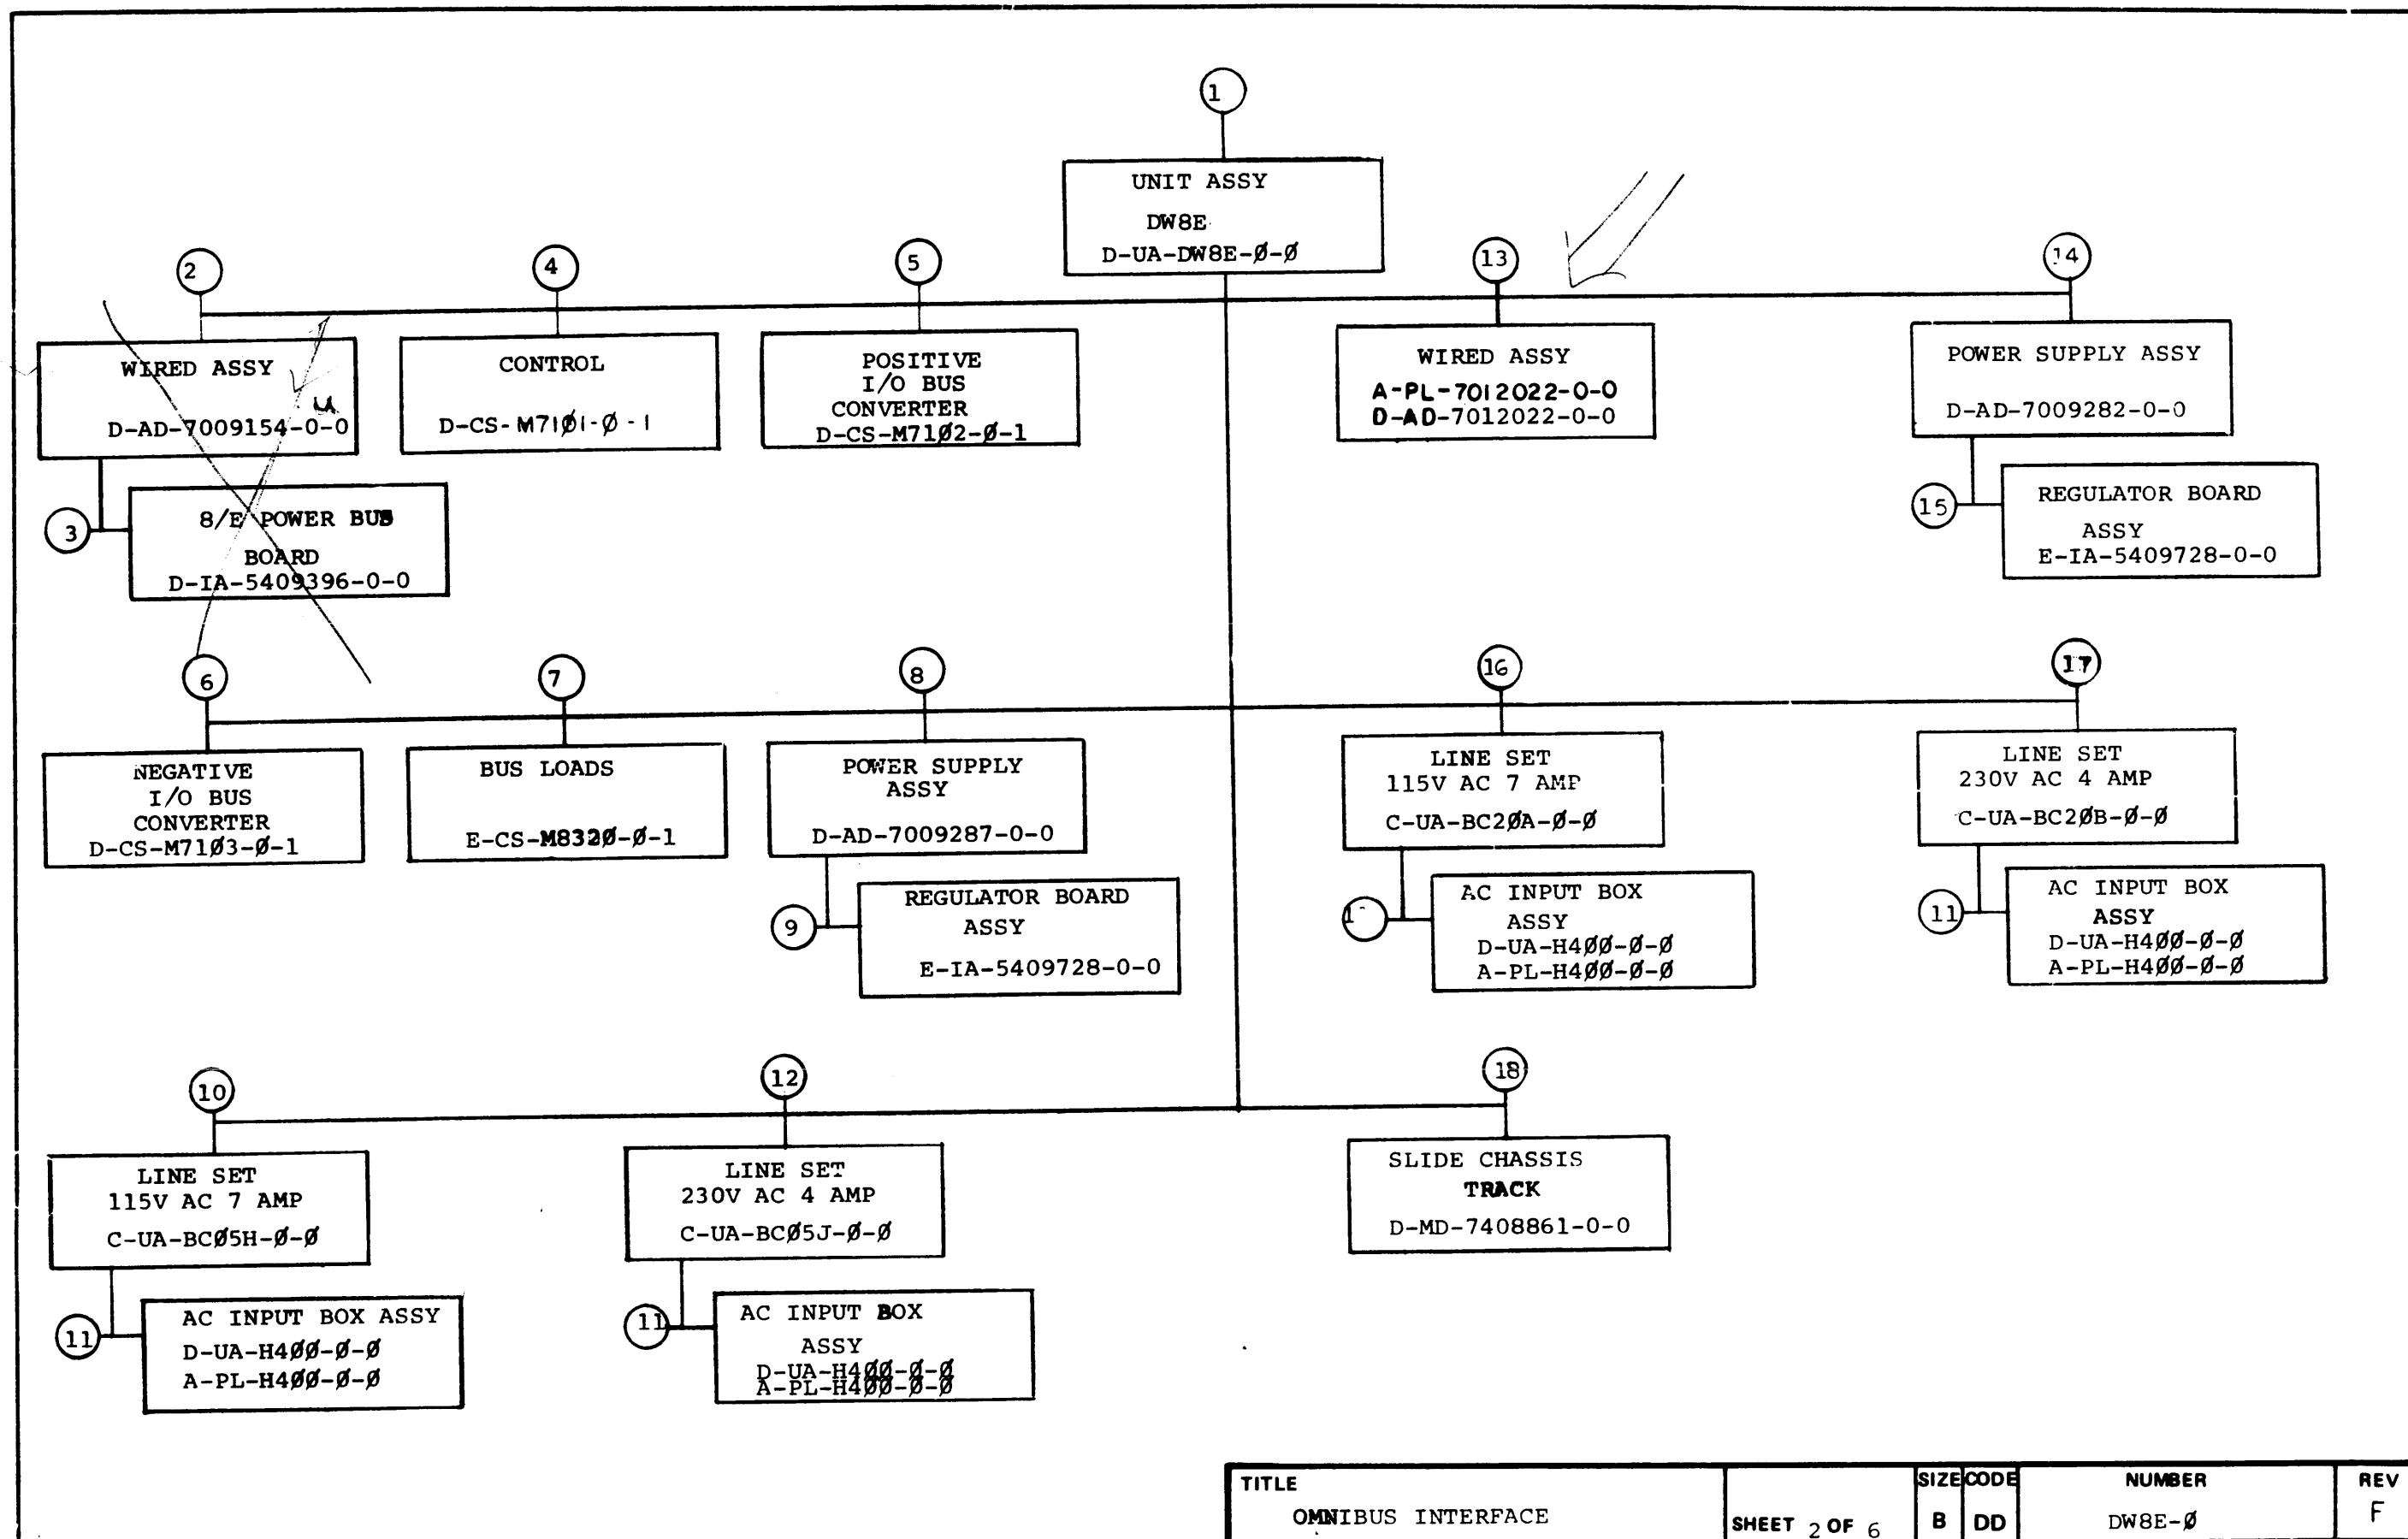 1
UNIT ASSY
DW8E
D-UA-DW8E-Ø-Ø
2
WIRED ASSY
D-AD-7009154-0-0
3
8/E POWER BUS
BOARD
D-IA-5409396-0-0
4
CONTROL
D-CS-M71Ø1-Ø-1
5
POSITIVE
I/O BUS
CONVERTER
D-CS-M71Ø2-Ø-1
13
WIRED ASSY
A-PL-7012022-0-0
D-AD-7012022-0-0
14
POWER SUPPLY ASSY
D-AD-7009282-0-0
15
REGULATOR BOARD
ASSY
E-IA-5409728-0-0
6
NEGATIVE
I/O BUS
CONVERTER
D-CS-M71Ø3-Ø-1
7
BUS LOADS
E-CS-M832Ø-Ø-1
8
POWER SUPPLY
ASSY
D-AD-7009287-0-0
9
REGULATOR BOARD
ASSY
E-IA-5409728-0-0
16
LINE SET
115V AC 7 AMP
C-UA-BC2ØA-Ø-Ø
AC INPUT BOX
ASSY
D-UA-H4ØØ-Ø-Ø
A-PL-H4ØØ-Ø-Ø
17
LINE SET
230V AC 4 AMP
C-UA-BC2ØB-Ø-Ø
11
AC INPUT BOX
ASSY
D-UA-H4ØØ-Ø-Ø
A-PL-H4ØØ-Ø-Ø
10
LINE SET
115V AC 7 AMP
C-UA-BCØ5H-Ø-Ø
11
AC INPUT BOX ASSY
D-UA-H4ØØ-Ø-Ø
A-PL-H4ØØ-Ø-Ø
12
LINE SET
230V AC 4 AMP
C-UA-BCØ5J-Ø-Ø
11
AC INPUT BOX
ASSY
D-UA-H4ØØ-Ø-Ø
A-PL-H4ØØ-Ø-Ø
18
SLIDE CHASSIS
TRACK
D-MD-7408861-0-0
TITLE
OMNIBUS INTERFACE
SHEET 2 OF 6
SIZE
B
CODE
DD
NUMBER
DW8E-Ø
REV
F